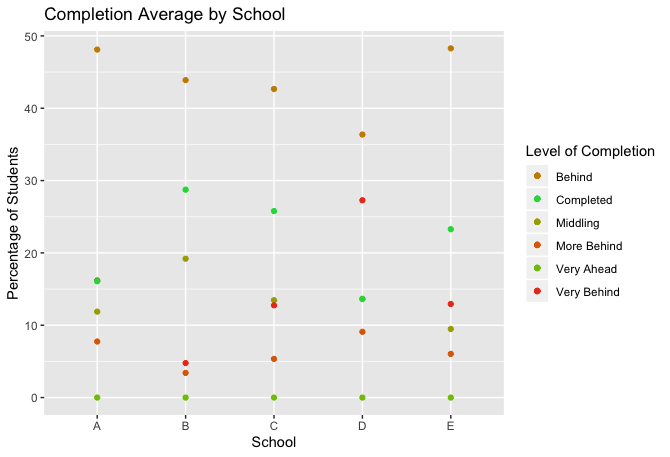 Completion Average by School
50
40
30
20
10
0
Percentage of Students
A B C D E
School
Level of Completion
Behind
Completed
Middling
More Behind
Very Ahead
Very Behind